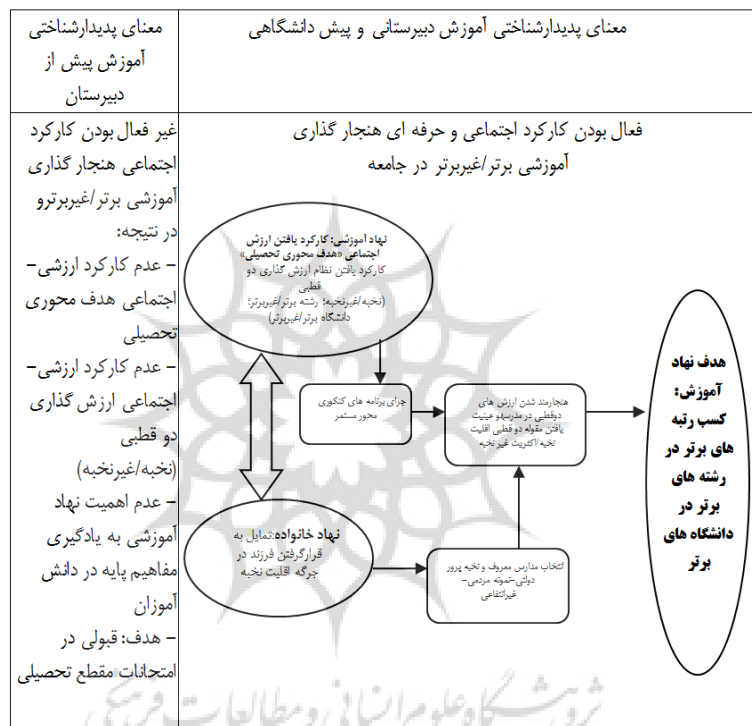 معنای پدیدارشناختی آموزش دبیرستانی و پیش دانشگاهی
معنای پدیدارشناختی
آموزش پیش از
دبیرستان
فعال بودن کارکرد اجتماعی و حرفه ای هنجار گذاری
آموزشی برتر/غیربرتر در جامعه
نهاد آموزشی: کارکرد یافتن ارزش
اجتماعی «هدف محوری تحصیلی»
کارکرد یافتن نظام ارزش گذاری دو
قطبی
(نخبه/غیرنخبه؛ رشته برتر/غیربرتر؛
دانشگاه برتر/غیربرتر)
جرای برنامه های کنکوری
محور مستمر
هنجارمند شدن ارزش های
دوقطبی در مدرسهو عینیت
یافتن مقوله دو قطبی اقلیت
نخبه اکثریت غیر نخبه
هدف نهاد
آموزش:
کسب رتبه
های برتر در
رشته های
برتر در
دانشگاه های
برتر
نهاد خانواده:تمایل به
قرارگرفتن فرزند در
جرگه اقلیت نخبه
انتخاب مدارس معروف و نخبه پرور
دولتی-نمونه مردمی-
غیرانتفاعی
غیر فعال بودن کارکرد
اجتماعی هنجار گذاری
آموزشی برتر/غیربرترو
در نتیجه:
- عدم کارکرد ارزشی-
اجتماعی هدف محوری
تحصیلی
- عدم کارکرد ارزشی-
اجتماعی ارزش گذاری
دو قطبی
(نخبه/غیرنخبه)
- عدم اهمیت نهاد
آموزشی به یادگیری
مفاهیم پایه در دانش
آموزان
- هدف: قبولی در
امتحانات مقطع تحصیلی
پژوهشگاه علوم انسانی و مطالعات فرهنگی